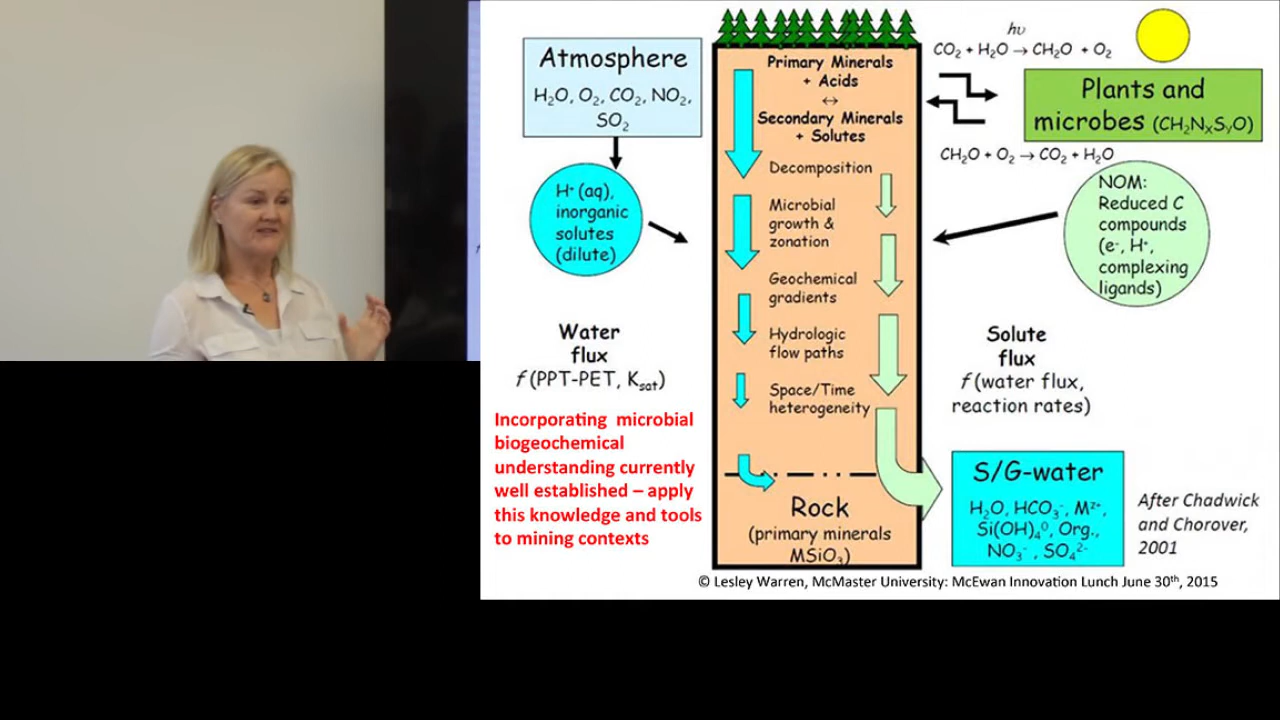 Atmosphere
H₂O, O₂, CO₂, NO₂,
SO₂
H⁺ (aq),
inorganic
solutes
(dilute)
Water
flux
f (PPT-PET, Kₛₐₜ)
Incorporating microbial
biogeochemical
understanding currently
well established – apply
this knowledge and tools
to mining contexts
Primary Minerals
+ Acids
↔
Secondary Minerals
+ Solutes
Decomposition
Microbial
growth &
zonation
Geochemical
gradients
Hydrologic
flow paths
Space/Time
heterogeneity
Rock
(primary minerals
MSiO₃)
hυ
CO₂ + H₂O → CH₂O + O₂
Plants and
microbes (CH₂NₓSᵧO)
CH₂O + O₂ → CO₂ + H₂O
NOM:
Reduced C
compounds
(e⁻, H⁺,
complexing
ligands)
Solute
flux
f (water flux,
reaction rates)
S/G-water
H₂O, HCO₃⁻, Mᶻ⁺,
Si(OH)₄⁰, Org.,
NO₃⁻, SO₄²⁻
After Chadwick
and Chorover,
2001
© Lesley Warren, McMaster University: McEwan Innovation Lunch June 30ᵗʰ, 2015